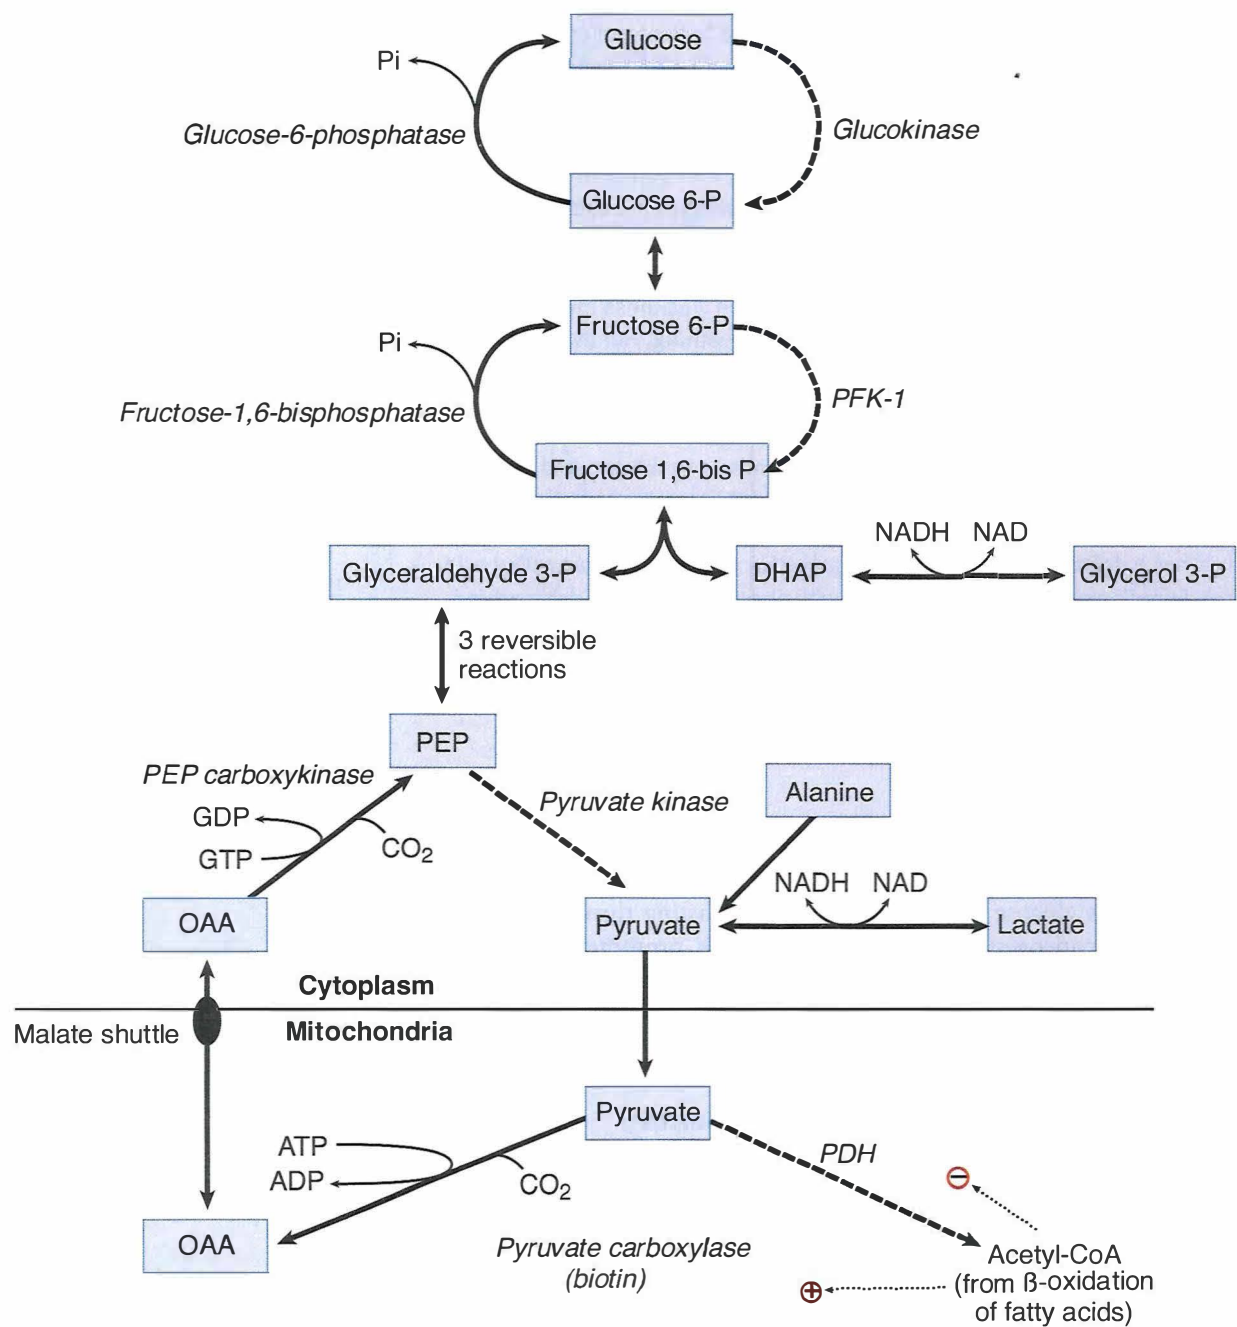 Glucose
Pi
Glucose-6-phosphatase
Glucokinase
Glucose 6-P
Fructose 6-P
Pi
Fructose-1,6-bisphosphatase
PFK-1
Fructose 1,6-bis P
NADH NAD
Glyceraldehyde 3-P
DHAP
Glycerol 3-P
3 reversible
reactions
PEP
PEP carboxykinase
Pyruvate kinase
Alanine
GDP
GTP
CO₂
NADH NAD
OAA
Pyruvate
Lactate
Cytoplasm
Malate shuttle
Mitochondria
Pyruvate
ATP
ADP
CO₂
PDH
−
OAA
Pyruvate carboxylase
(biotin)
Acetyl-CoA
(from ß-oxidation
of fatty acids)
+